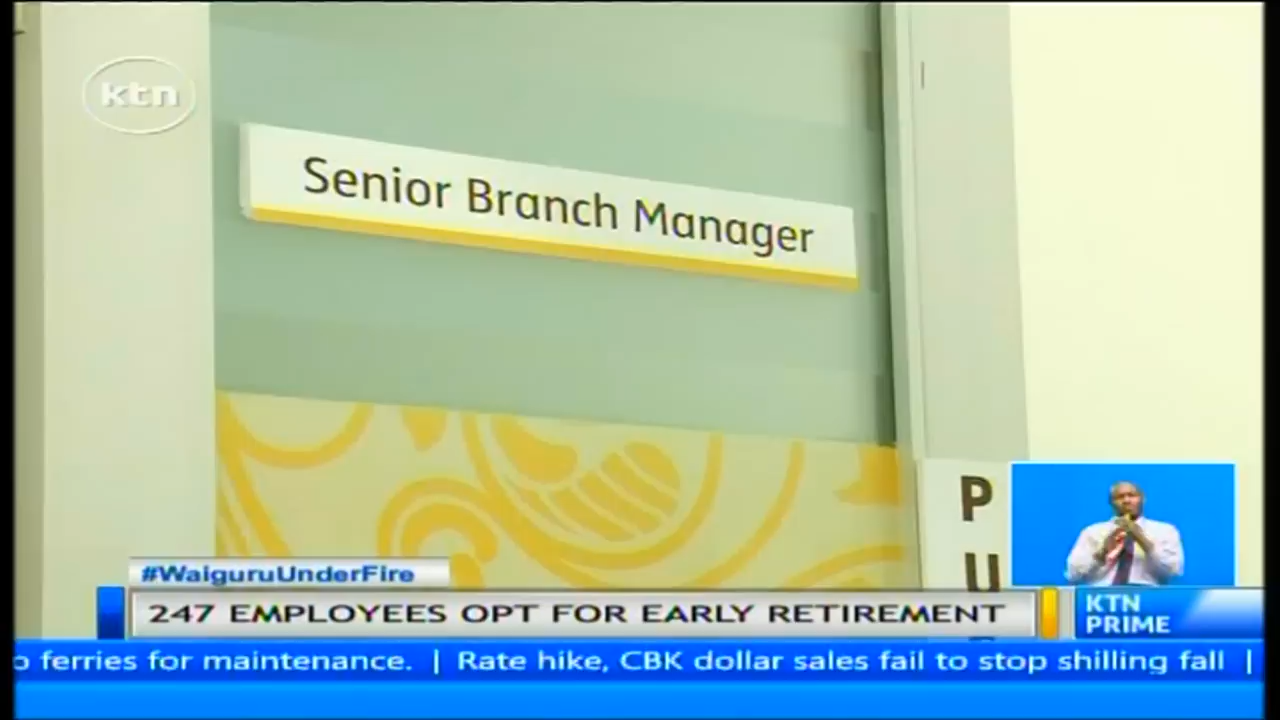 ktn
Senior Branch Manager
P
U
#WaiguruUnderFire
247 EMPLOYEES OPT FOR EARLY RETIREMENT
KTN
PRIME
ferries for maintenance. | Rate hike, CBK dollar sales fail to stop shilling fall |